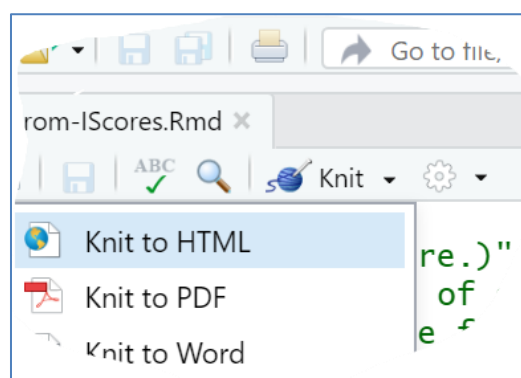 Go to file,
rom-IScores.Rmd
ABC
Knit
Knit to HTML
re.)"
Knit to PDF
of
Knit to Word
e f